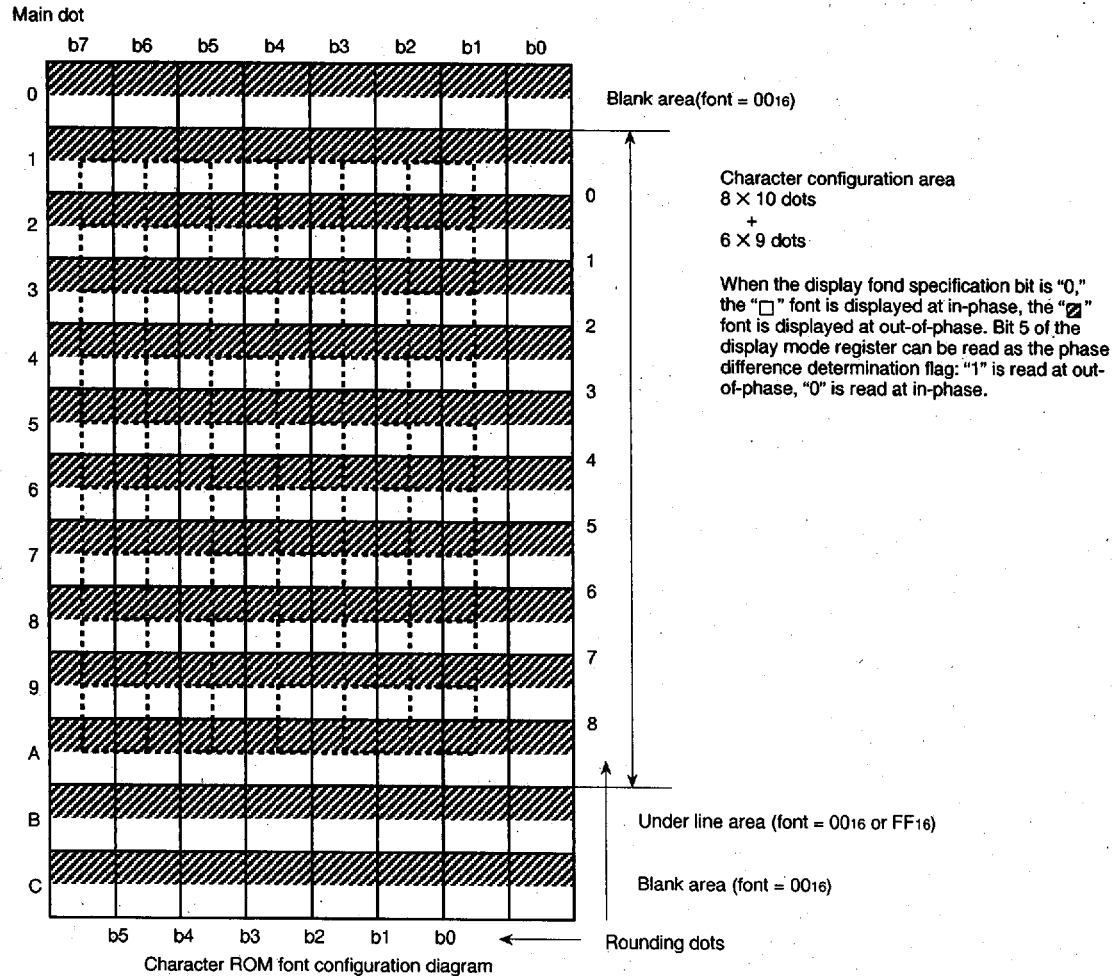 Main dot
b7 b6 b5 b4 b3 b2 b1 b0
0
Blank area(font = 00₁₆)
1
0
Character configuration area
8 × 10 dots
+
6 × 9 dots
2
1
3
When the display fond specification bit is “0,”
the “□” font is displayed at in-phase, the “▨”
font is displayed at out-of-phase. Bit 5 of the
display mode register can be read as the phase
difference determination flag: “1” is read at out-
of-phase, “0” is read at in-phase.
2
4
3
5
4
6
5
7
6
8
7
9
8
A
B
Under line area (font = 00₁₆ or FF₁₆)
C
Blank area (font = 00₁₆)
b5 b4 b3 b2 b1 b0
Rounding dots
Character ROM font configuration diagram